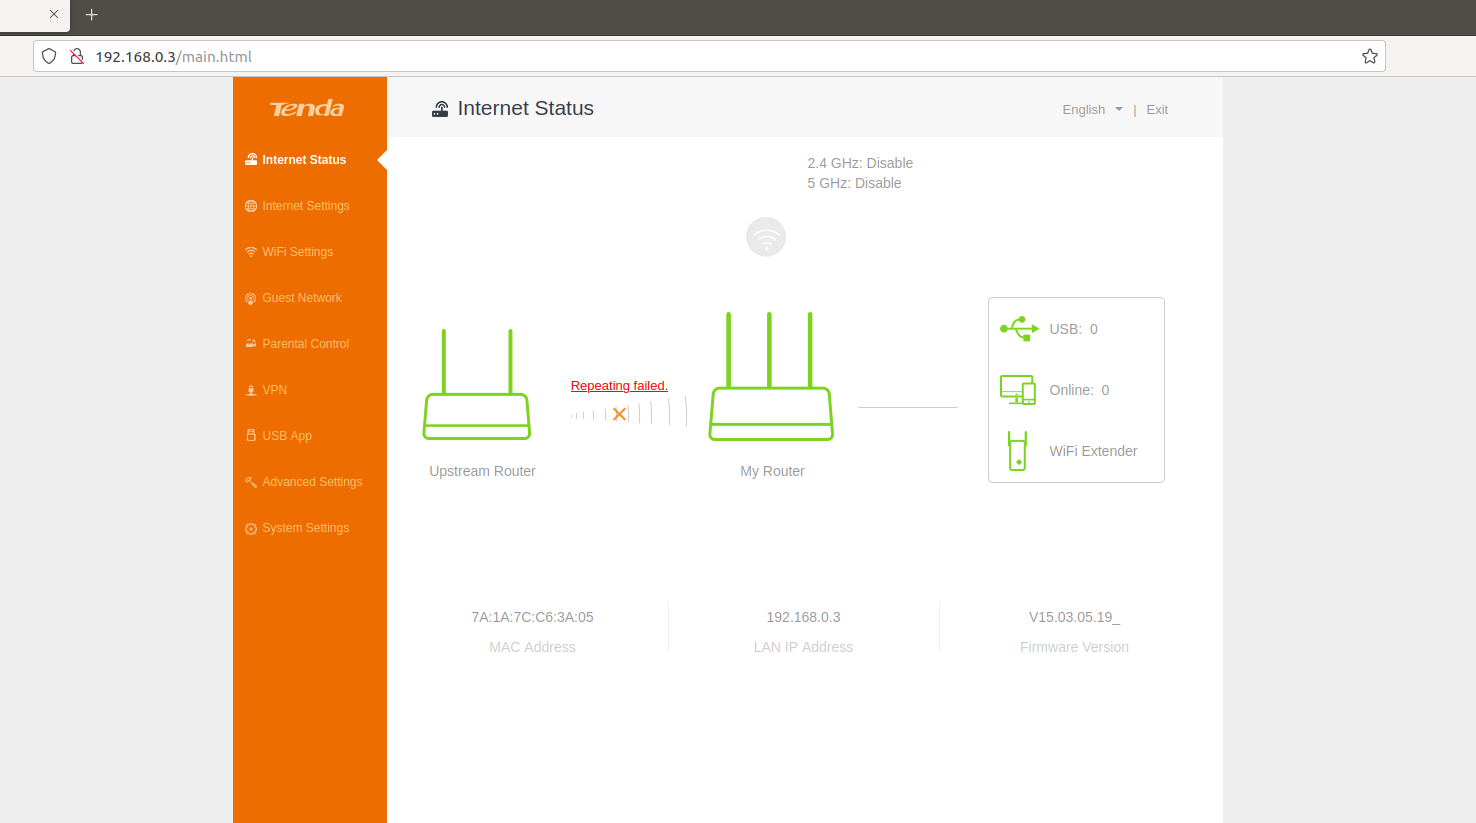 192.168.0.3/main.html
Tenda
Internet Status
English | Exit
Internet Status
Internet Settings
WiFi Settings
Guest Network
Parental Control
VPN
USB App
Advanced Settings
System Settings
2.4 GHz: Disable
5 GHz: Disable
Repeating failed.
Upstream Router
My Router
USB: 0
Online: 0
WiFi Extender
7A:1A:7C:C6:3A:05
MAC Address
192.168.0.3
LAN IP Address
V15.03.05.19_
Firmware Version